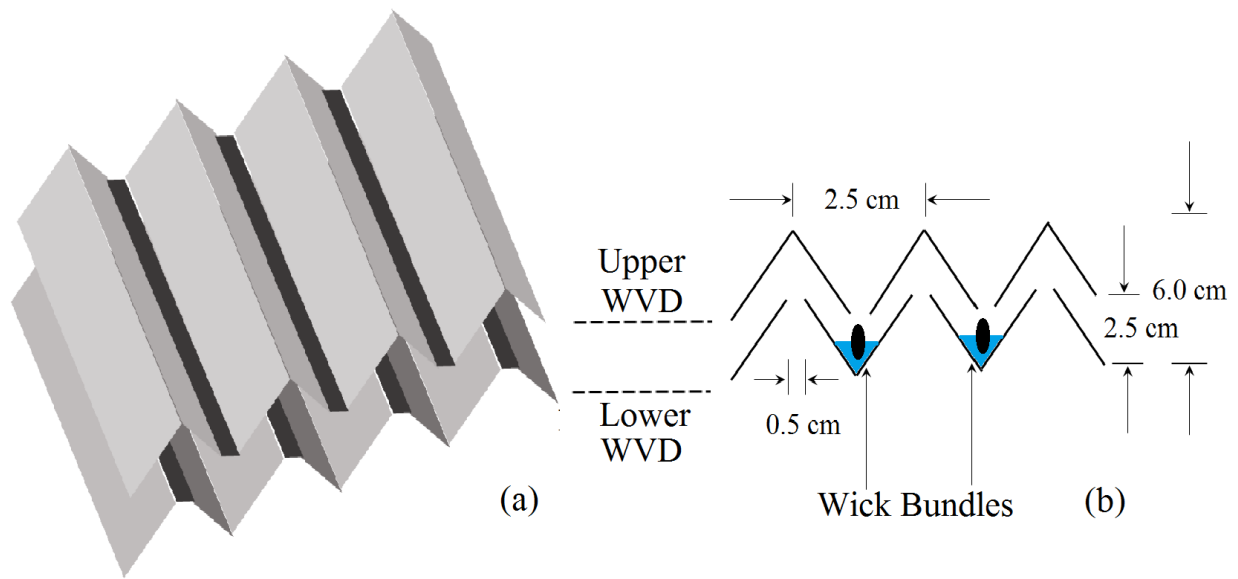 2.5 cm
Upper
WVD
6.0 cm
2.5 cm
Lower
WVD
0.5 cm
Wick Bundles
(a)
(b)